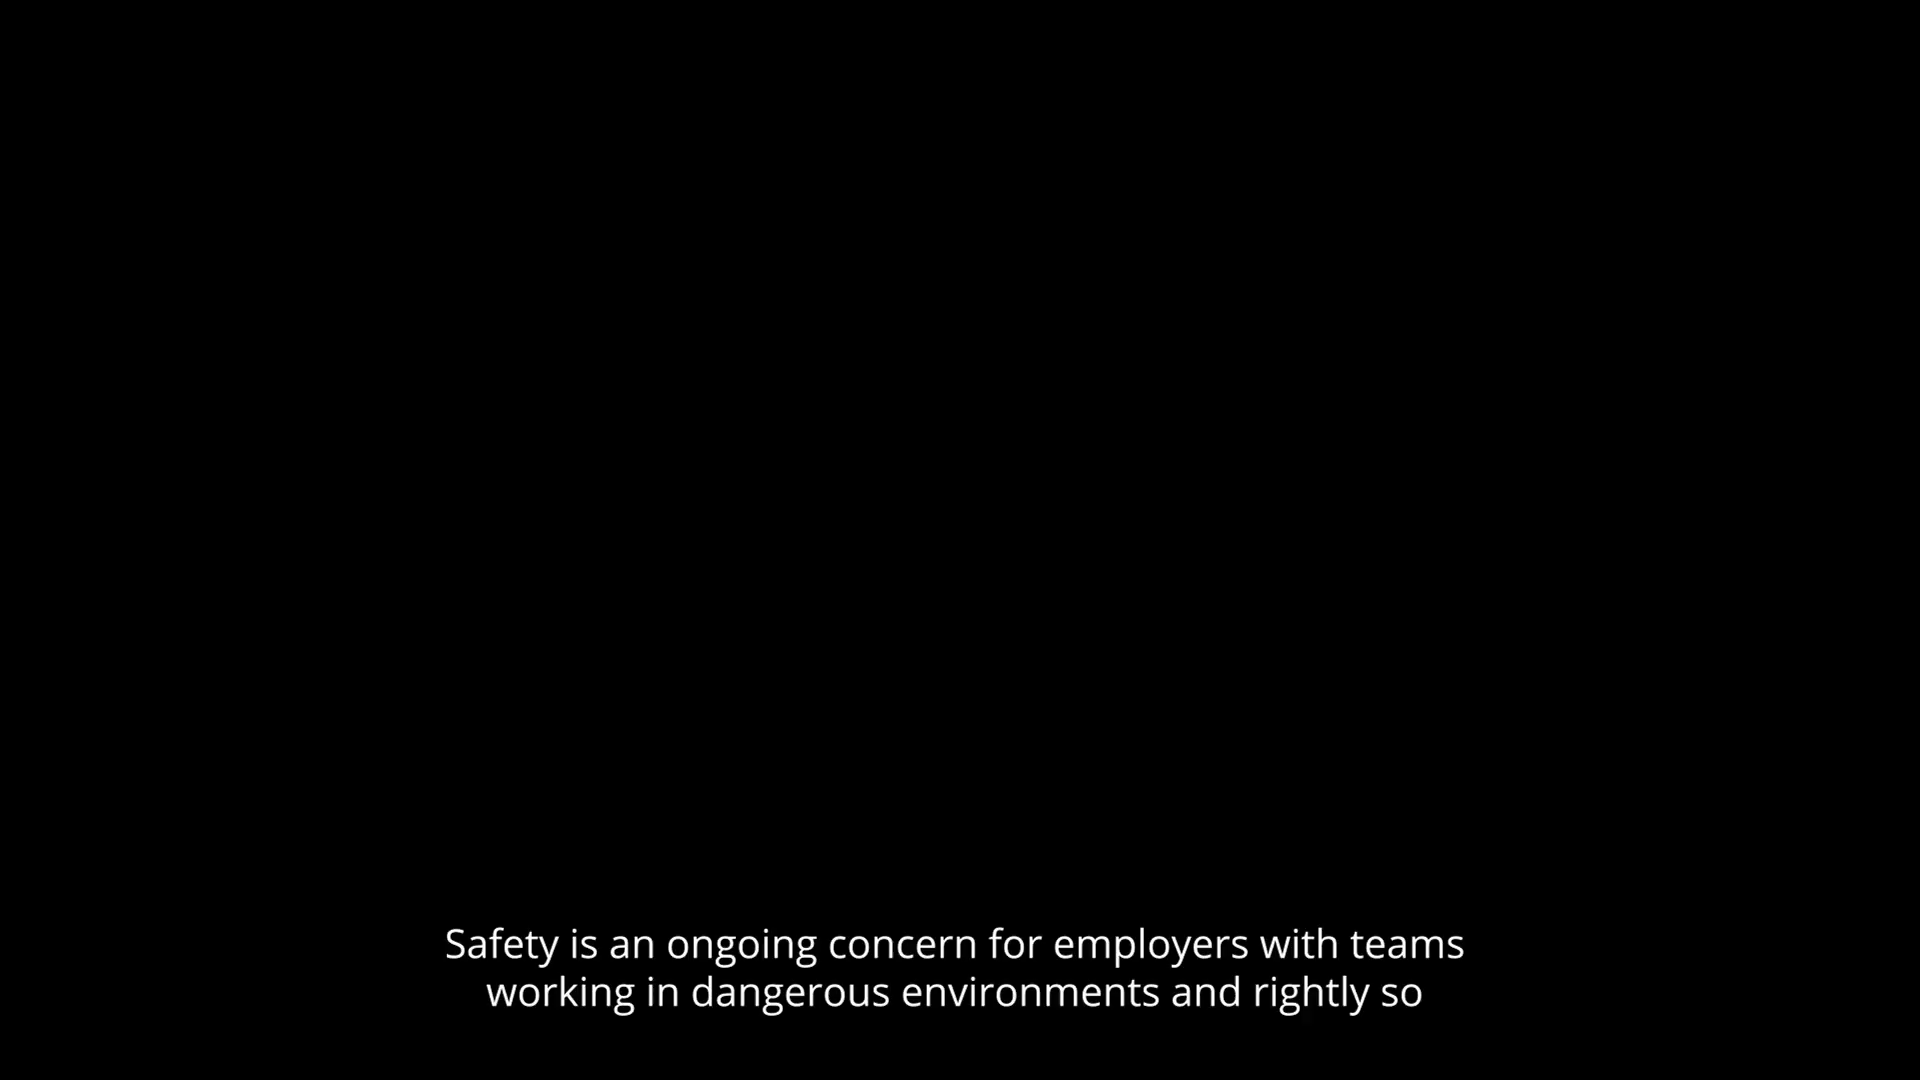 Safety is an ongoing concern for employers with teams
working in dangerous environments and rightly so